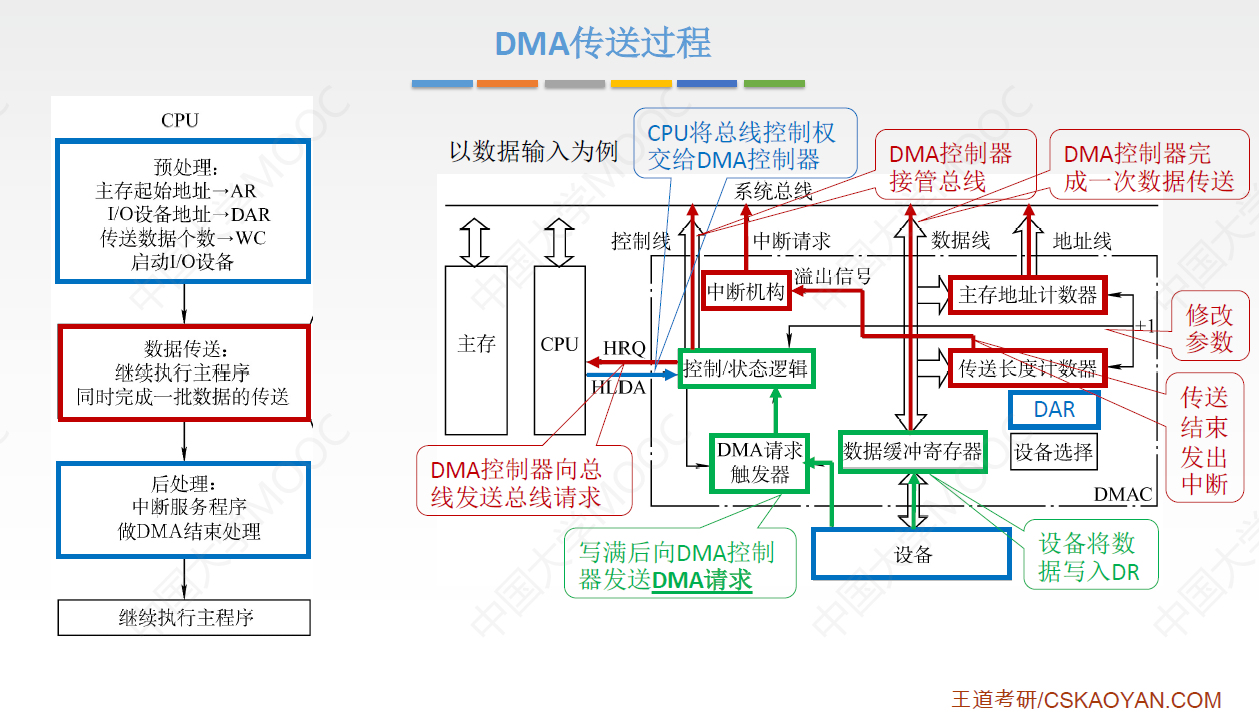 DMA传送过程
CPU
预处理：
主存起始地址→AR
I/O设备地址→DAR
传送数据个数→WC
启动I/O设备
数据传送：
继续执行主程序
同时完成一批数据的传送
后处理：
中断服务程序
做DMA结束处理
继续执行主程序
以数据输入为例
CPU将总线控制权
交给DMA控制器
DMA控制器
接管总线
DMA控制器完
成一次数据传送
系统总线
控制线
中断请求
数据线
地址线
主存
CPU
中断机构
溢出信号
主存地址计数器
+1
修改
参数
HRQ
HLDA
控制/状态逻辑
传送长度计数器
DAR
设备选择
传送
结束
发出
中断
DMA请求
触发器
数据缓冲寄存器
DMAC
DMA控制器向总
线发送总线请求
写满后向DMA控制
器发送DMA请求
设备
设备将数
据写入DR
王道考研/CSKAOYAN.COM
中国大学MOOC